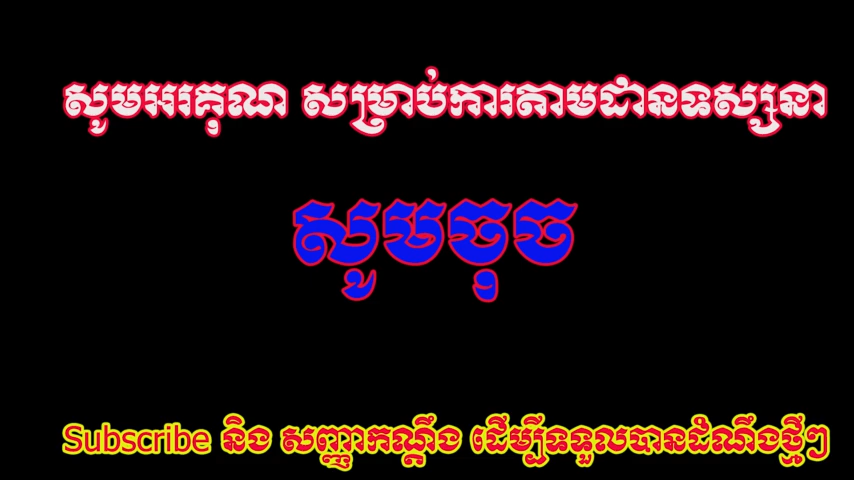 សូមអរគុណ សម្រាប់ការតាមដានទស្សនា
សូមចុច
Subscribe និង សញ្ញាកណ្ដឹង ដើម្បីទទួលបានដំណឹងថ្មីៗ